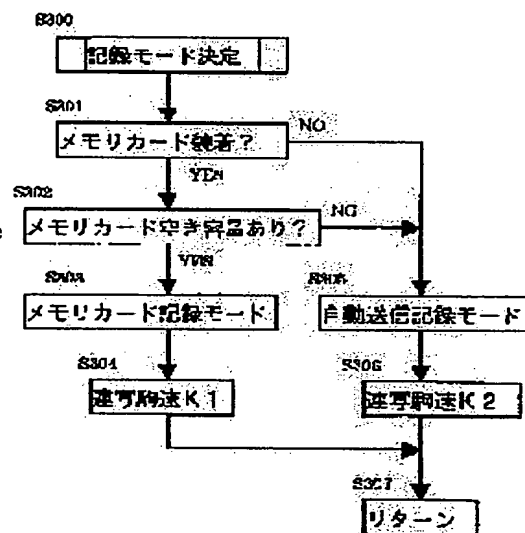 S300
記録モード決定
S301
メモリカード装着?
NO
YES
S302
メモリカード空き容量あり?
NO
YES
S303
メモリカード記録モード
S305
自動送信記録モード
S304
連写駒速K1
S306
連写駒速K2
S307
リターン